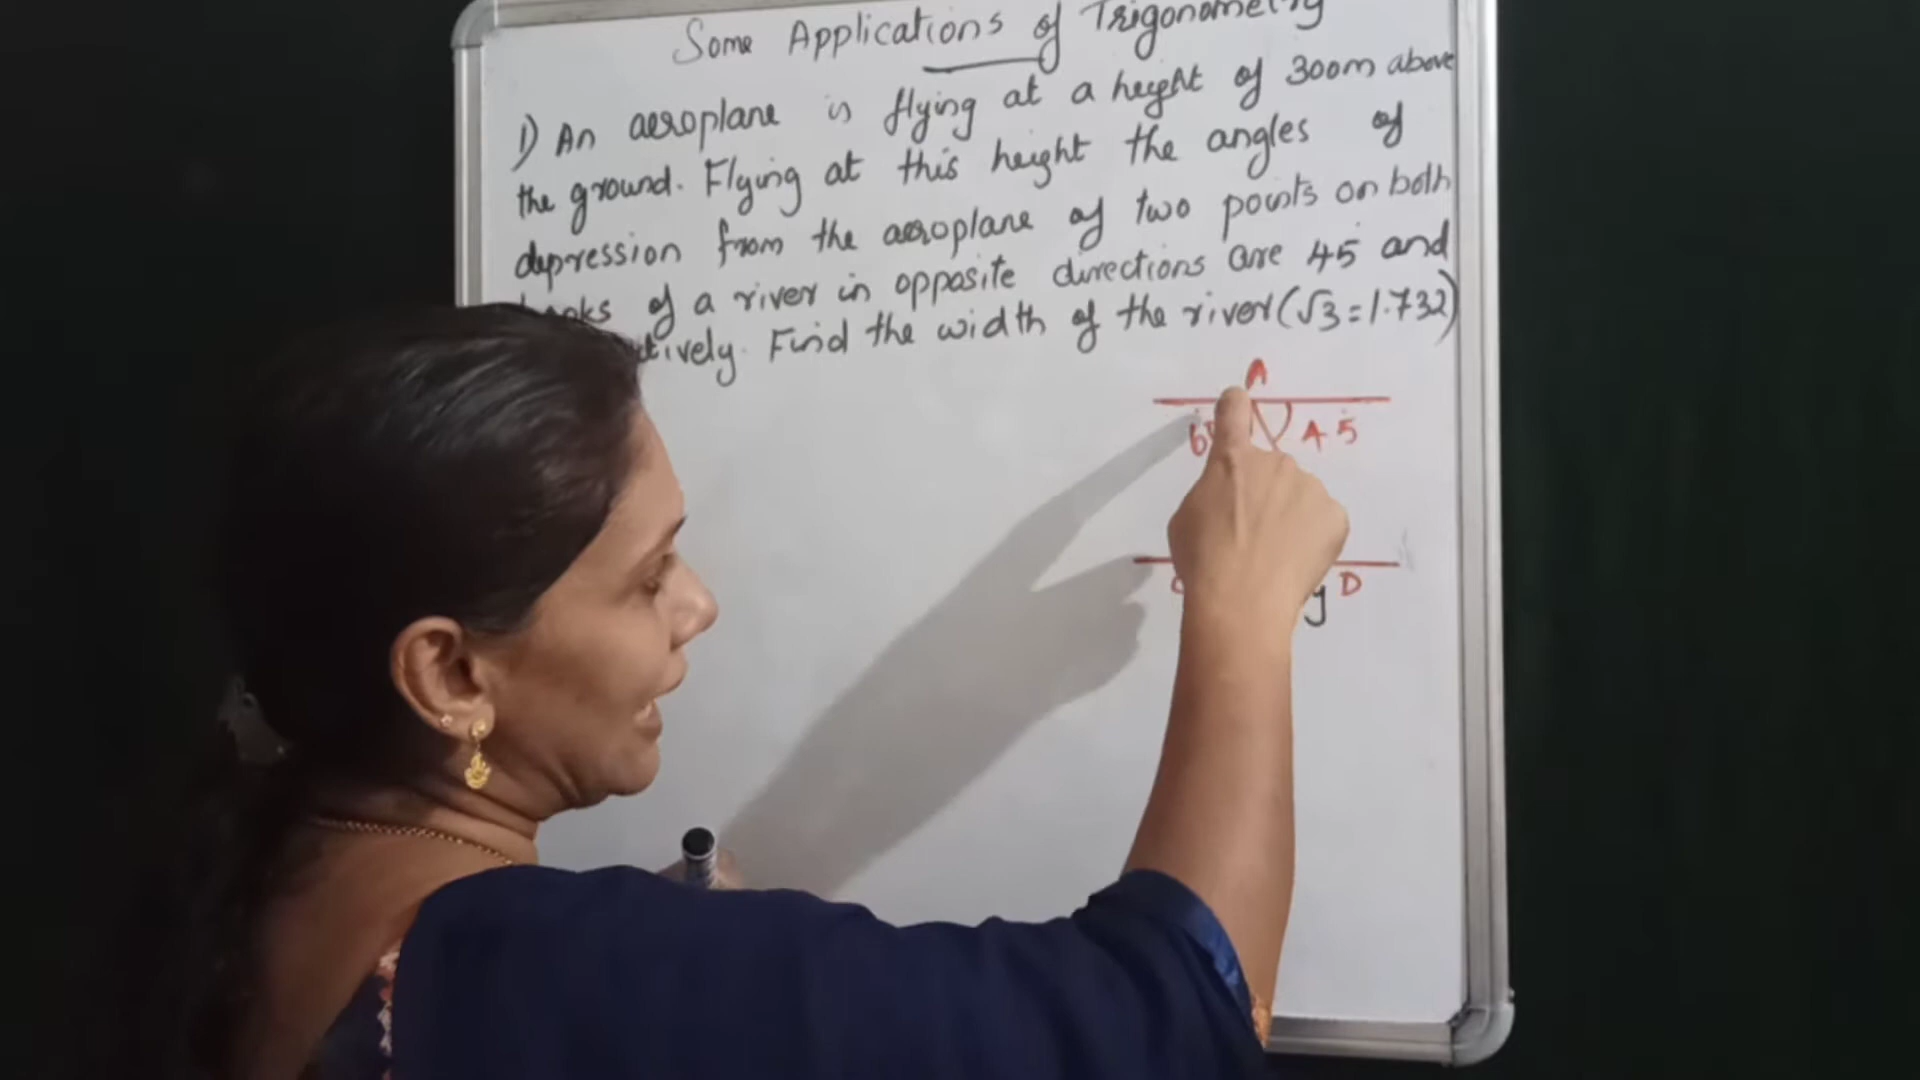 Some Applications of Trigonometry
1) An aeroplane is flying at a height of 300m above
the ground. Flying at this height the angles of
depression from the aeroplane of two points on both
of a river in opposite directions are 45 and
Find the width of the river (√3=1.732)
A
45
D
y